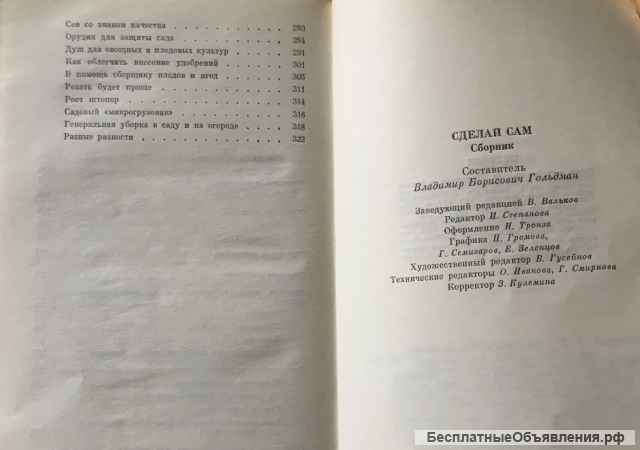 Сев со знаком качества . . . . . . . . . . 280
Орудия для защиты сада . . . . . . . . . . 284
Душ для овощных и плодовых культур . . . . . 291
Как облегчить внесение удобрений . . . . . . 301
В помощь сборщику плодов и ягод . . . . . . 305
Резать будет проще . . . . . . . . . . . 311
Роет штопор . . . . . . . . . . . . . 314
Садовый «микрогрузовик» . . . . . . . . . 316
Генеральная уборка в саду и на огороде . . . . 318
Разные разности . . . . . . . . . . . . 322
СДЕЛАЙ САМ
Сборник
Составитель
Владимир Борисович Гольдман
Заведующий редакцией В. Вальков
Редактор И. Степанова
Оформление И. Тронза
Графика И. Громова,
Г. Семизаров, Е. Зеленцов
Художественный редактор В. Гусейнов
Технические редакторы О. Иванова, Г. Смирнова
Корректор З. Кулемина
БесплатныеОбъявления.рф